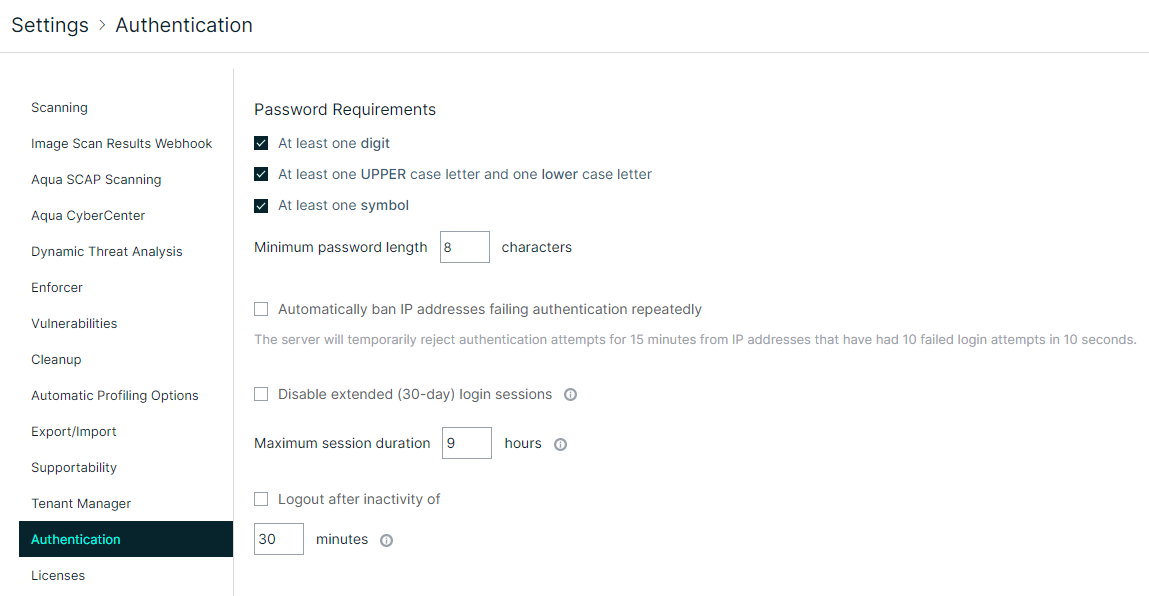 Settings > Authentication
Scanning
Image Scan Results Webhook
Aqua SCAP Scanning
Aqua CyberCenter
Dynamic Threat Analysis
Enforcer
Vulnerabilities
Cleanup
Automatic Profiling Options
Export/Import
Supportability
Tenant Manager
Authentication
Licenses
Password Requirements
At least one digit
At least one UPPER case letter and one lower case letter
At least one symbol
Minimum password length 8 characters
Automatically ban IP addresses failing authentication repeatedly
The server will temporarily reject authentication attempts for 15 minutes from IP addresses that have had 10 failed login attempts in 10 seconds.
Disable extended (30-day) login sessions
Maximum session duration 9 hours
Logout after inactivity of
30 minutes